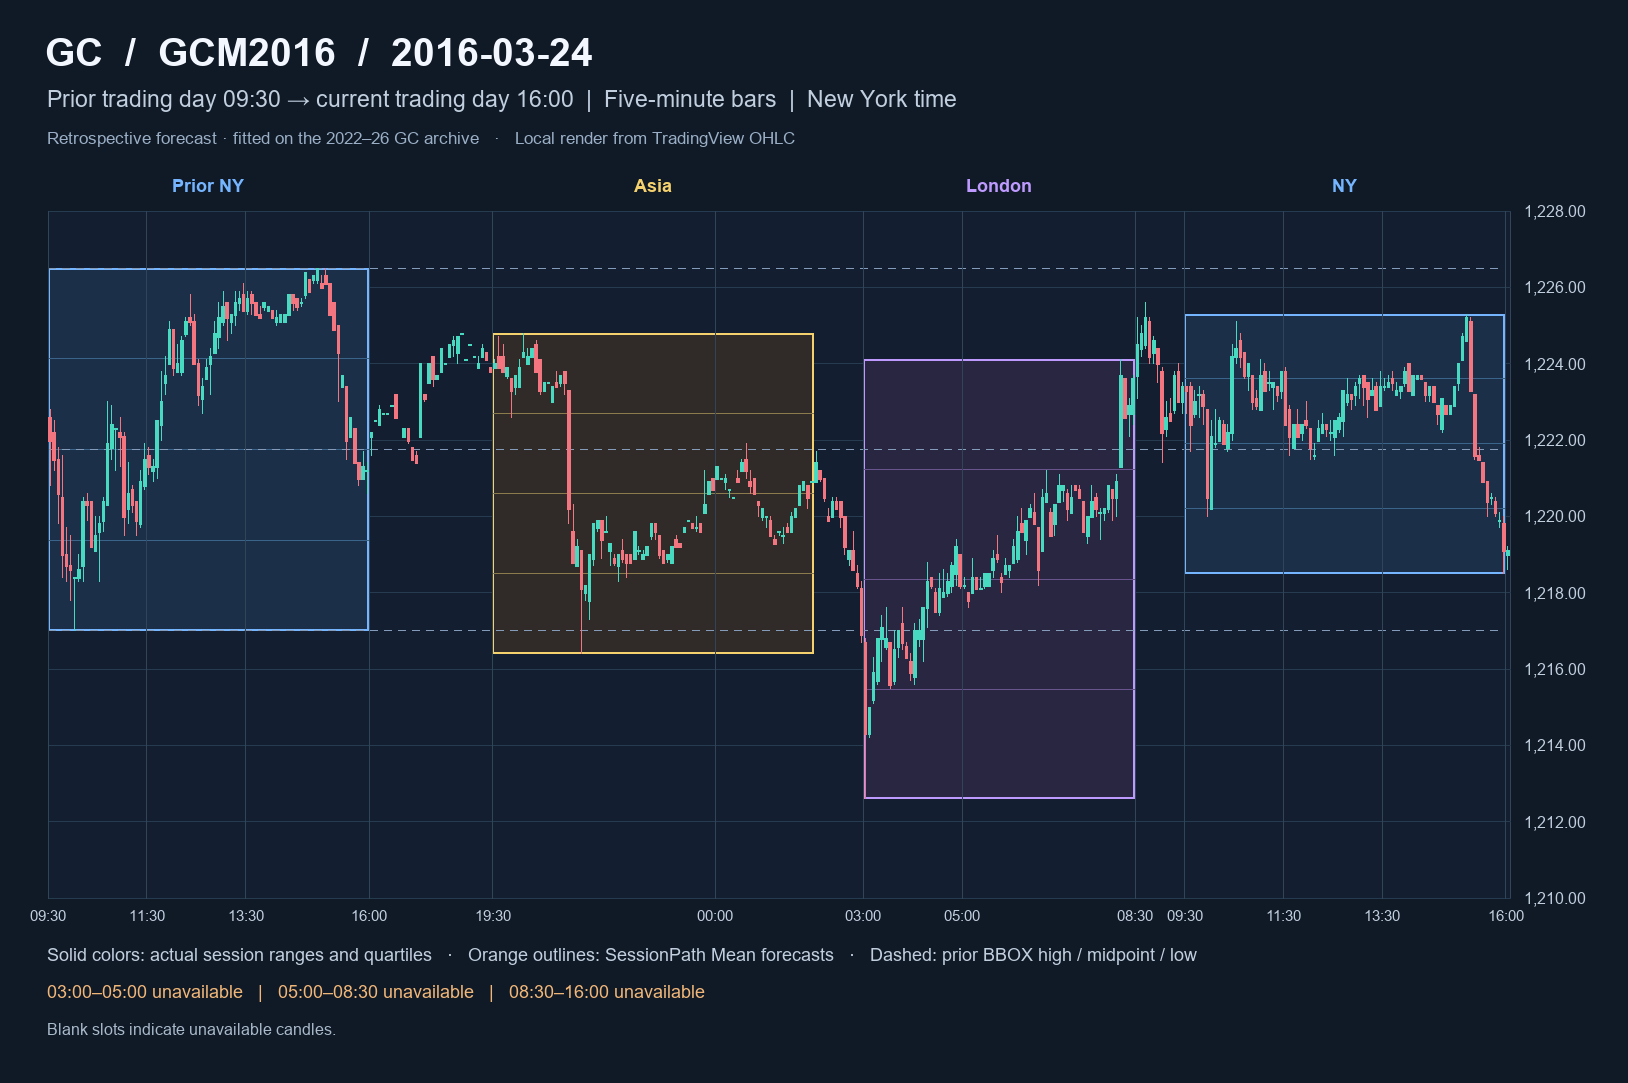 GC / GCM2016 / 2016-03-24
Prior trading day 09:30 → current trading day 16:00 | Five-minute bars | New York time
Retrospective forecast · fitted on the 2022–26 GC archive · Local render from TradingView OHLC
Prior NY Asia London NY
1,228.00
1,226.00
1,224.00
1,222.00
1,220.00
1,218.00
1,216.00
1,214.00
1,212.00
1,210.00
09:30 11:30 13:30 16:00 19:30 00:00 03:00 05:00 08:30 09:30 11:30 13:30 16:00
Solid colors: actual session ranges and quartiles · Orange outlines: SessionPath Mean forecasts · Dashed: prior BBOX high / midpoint / low
03:00–05:00 unavailable | 05:00–08:30 unavailable | 08:30–16:00 unavailable
Blank slots indicate unavailable candles.